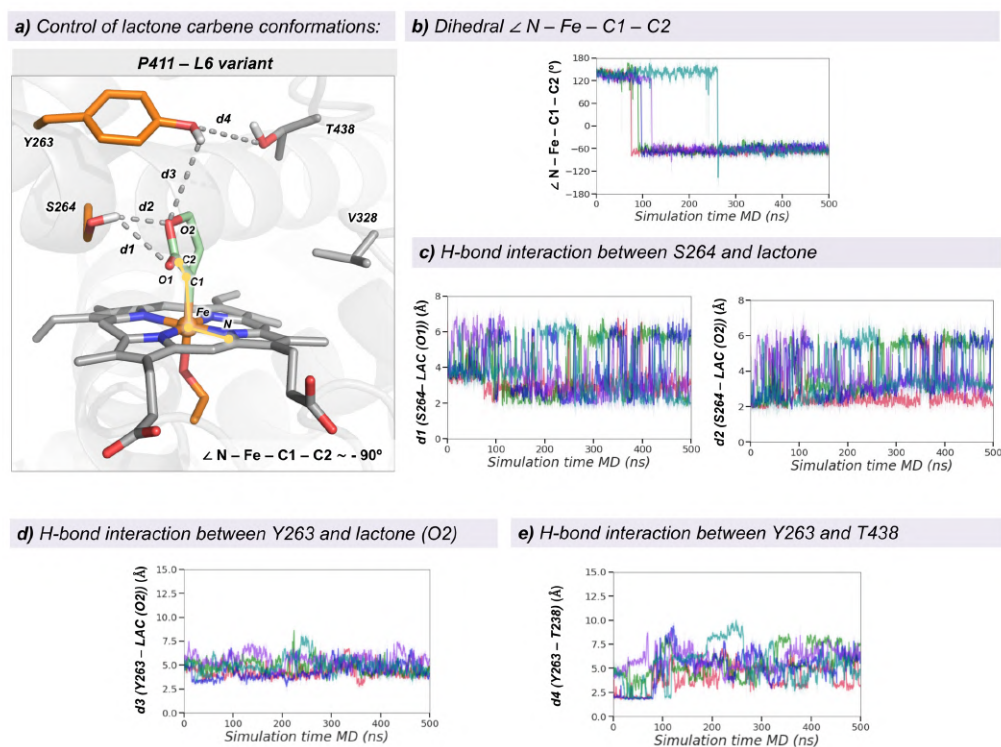 a) Control of lactone carbene conformations:
P411 – L6 variant
Y263
d4
T438
d3
S264
d2
O2
V328
d1
C2
O1
C1
Fe
N
∠ N – Fe – C1 – C2 ~ - 90º
b) Dihedral ∠ N – Fe – C1 – C2
∠ N – Fe – C1 – C2 (º)
180
120
60
0
−60
−120
−180
0 100 200 300 400 500
Simulation time MD (ns)
c) H-bond interaction between S264 and lactone
d1 (S264– LAC (O1)) (Å)
8
6
4
2
0
0 100 200 300 400 500
Simulation time MD (ns)
d2 (S264 – LAC (O2)) (Å)
8
6
4
2
0
0 100 200 300 400 500
Simulation time MD (ns)
d) H-bond interaction between Y263 and lactone (O2)
d3 (Y263 – LAC (O2)) (Å)
15.0
12.5
10.0
7.5
5.0
2.5
0.0
0 100 200 300 400 500
Simulation time MD (ns)
e) H-bond interaction between Y263 and T438
d4 (Y263 – T238) (Å)
15.0
12.5
10.0
7.5
5.0
2.5
0.0
0 100 200 300 400 500
Simulation time MD (ns)